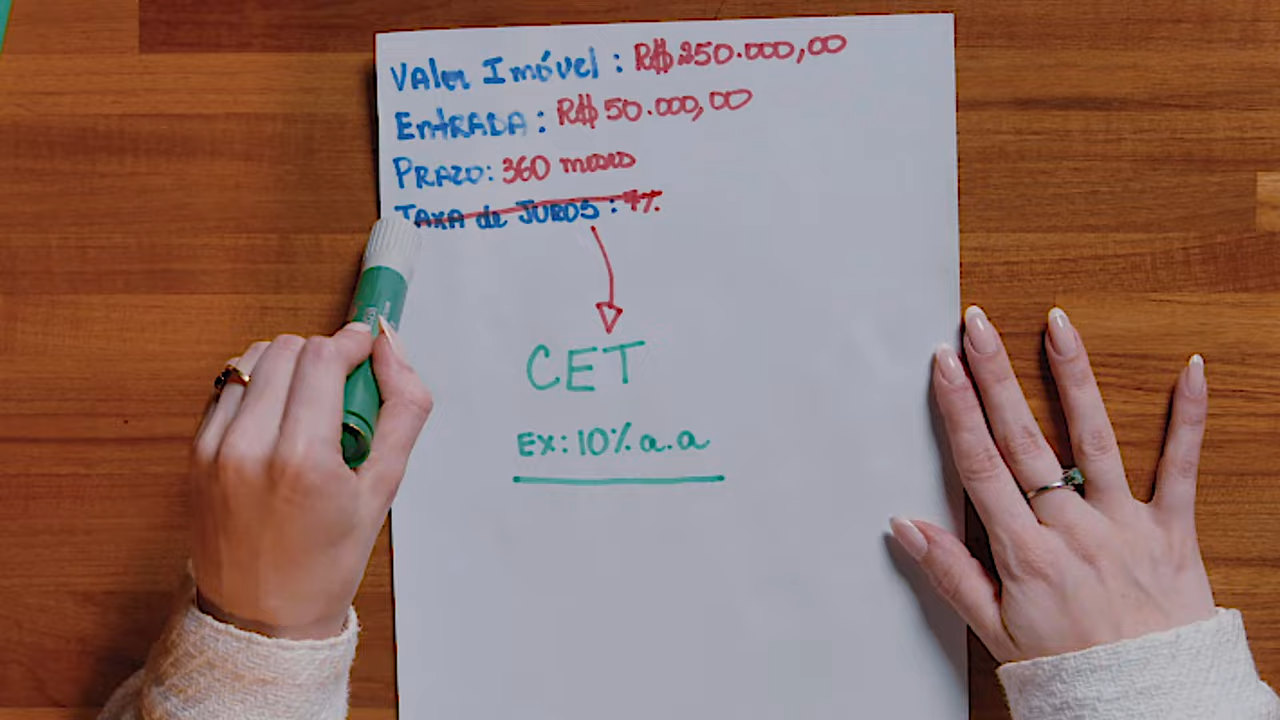 Valor Imóvel : R$ 250.000,00
EntRADA : R$ 50.000,00
PRAZO: 360 meses
TAXA de JUROS : 7%
CET
EX: 10% a.a